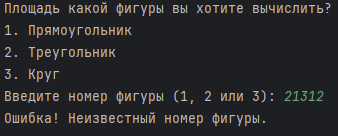 Площадь какой фигуры вы хотите вычислить?
1. Прямоугольник
2. Треугольник
3. Круг
Введите номер фигуры (1, 2 или 3): 21312
Ошибка! Неизвестный номер фигуры.